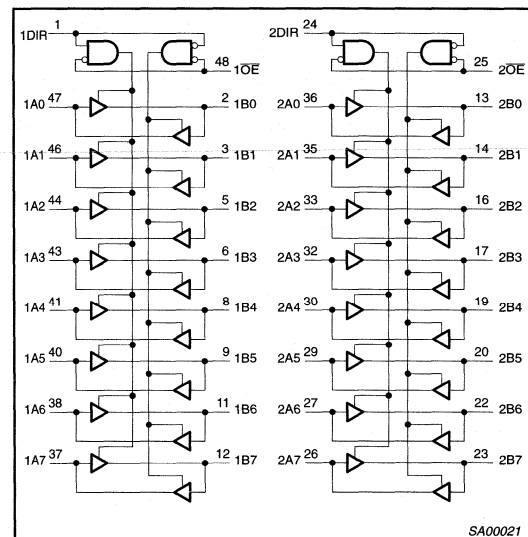 1DIR 1 2DIR 24
48 1OE 25 2OE
1A0 47 2 1B0 2A0 36 13 2B0
1A1 46 3 1B1 2A1 35 14 2B1
1A2 44 5 1B2 2A2 33 16 2B2
1A3 43 6 1B3 2A3 32 17 2B3
1A4 41 8 1B4 2A4 30 19 2B4
1A5 40 9 1B5 2A5 29 20 2B5
1A6 38 11 1B6 2A6 27 22 2B6
1A7 37 12 1B7 2A7 26 23 2B7
SA00021